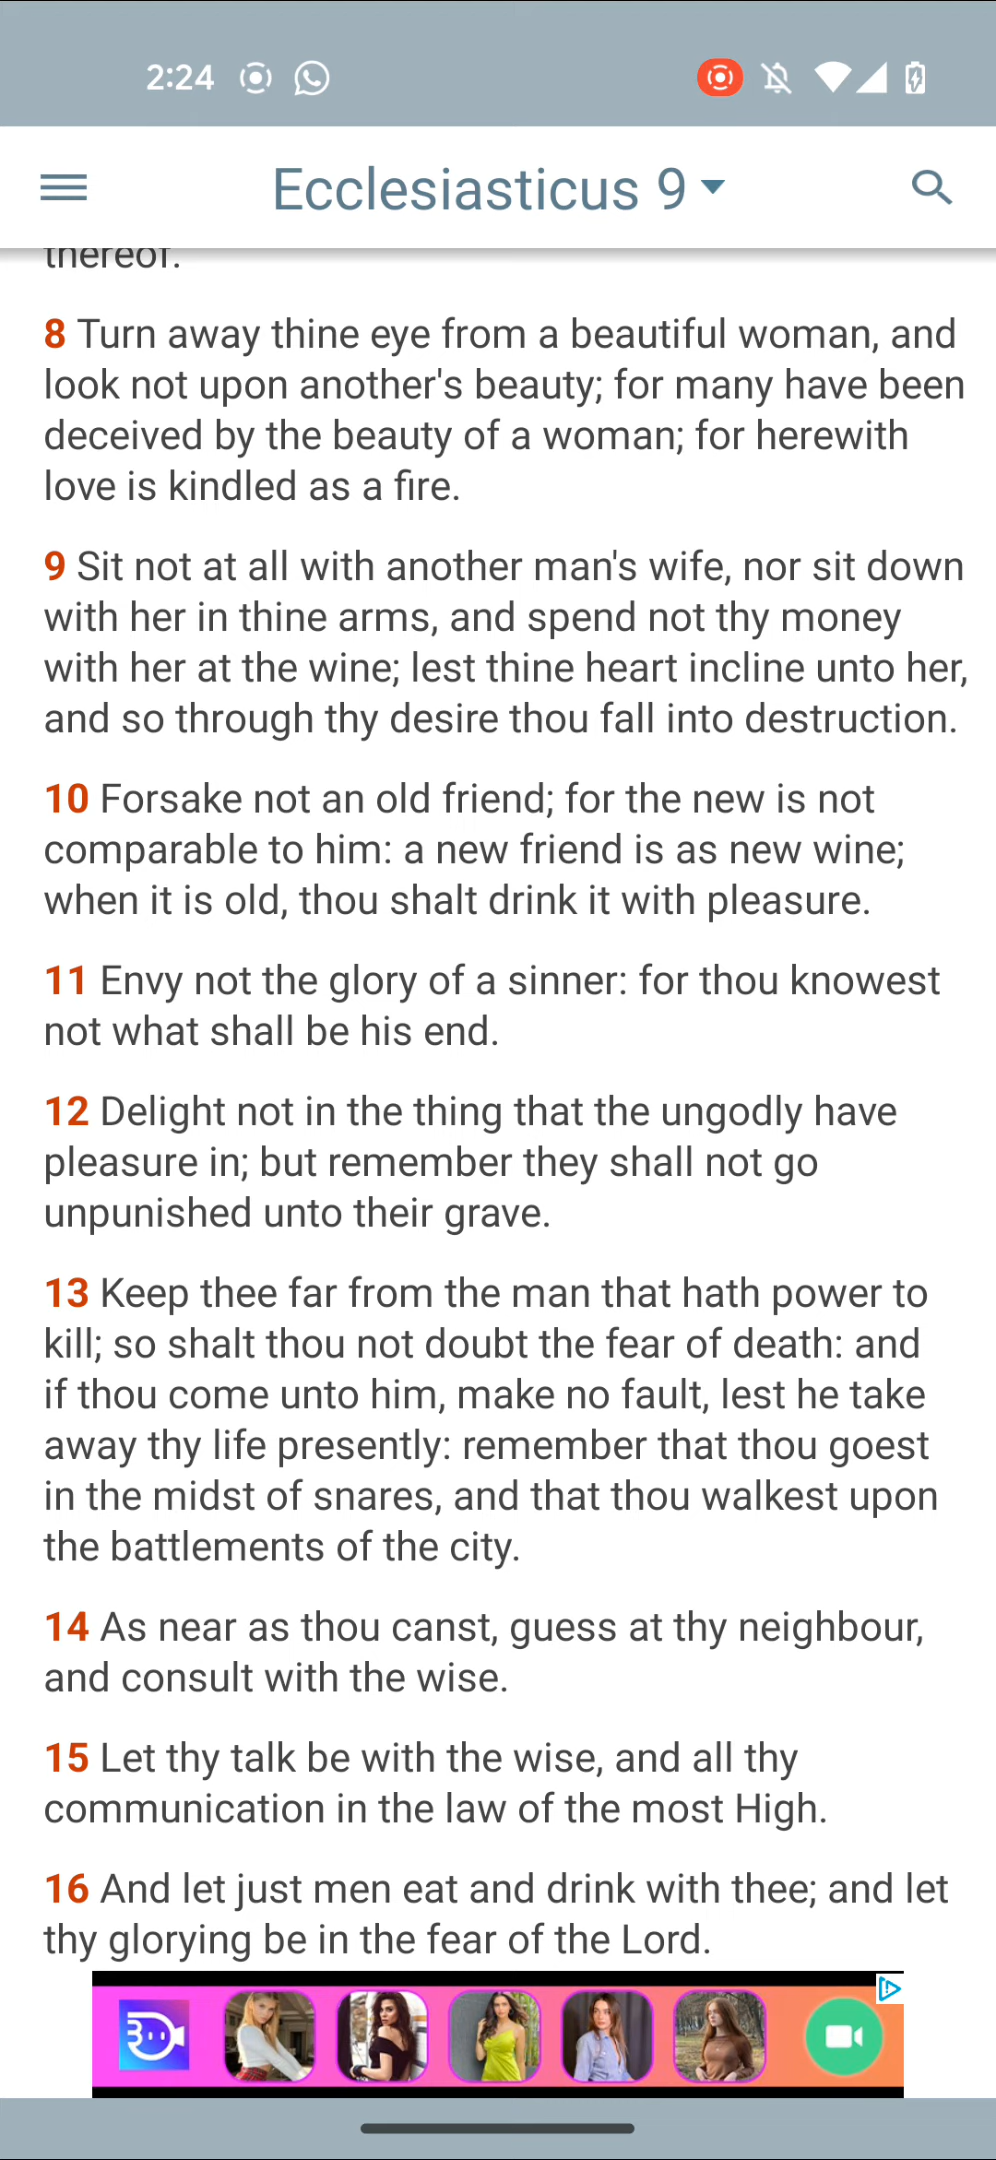 2:24
Ecclesiasticus 9
thereof.
8 Turn away thine eye from a beautiful woman, and
look not upon another's beauty; for many have been
deceived by the beauty of a woman; for herewith
love is kindled as a fire.
9 Sit not at all with another man's wife, nor sit down
with her in thine arms, and spend not thy money
with her at the wine; lest thine heart incline unto her,
and so through thy desire thou fall into destruction.
10 Forsake not an old friend; for the new is not
comparable to him: a new friend is as new wine;
when it is old, thou shalt drink it with pleasure.
11 Envy not the glory of a sinner: for thou knowest
not what shall be his end.
12 Delight not in the thing that the ungodly have
pleasure in; but remember they shall not go
unpunished unto their grave.
13 Keep thee far from the man that hath power to
kill; so shalt thou not doubt the fear of death: and
if thou come unto him, make no fault, lest he take
away thy life presently: remember that thou goest
in the midst of snares, and that thou walkest upon
the battlements of the city.
14 As near as thou canst, guess at thy neighbour,
and consult with the wise.
15 Let thy talk be with the wise, and all thy
communication in the law of the most High.
16 And let just men eat and drink with thee; and let
thy glorying be in the fear of the Lord.